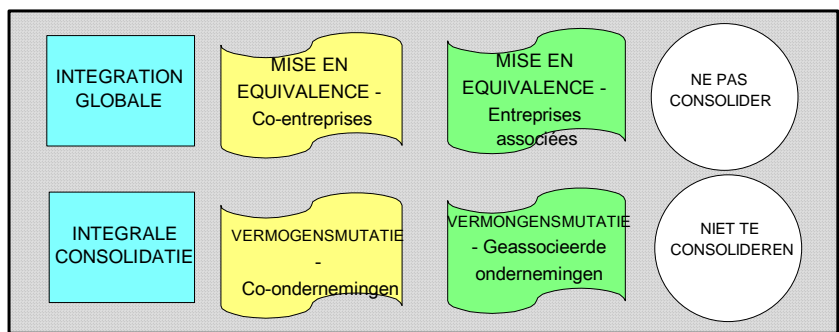 INTEGRATION
GLOBALE
MISE EN
EQUIVALENCE -
Co-entreprises
MISE EN
EQUIVALENCE -
Entreprises
associées
NE PAS
CONSOLIDER
INTEGRALE
CONSOLIDATIE
VERMOGENSMUTATIE
-
Co-ondernemingen
VERMONGENSMUTATIE
- Geassocieerde
ondernemingen
NIET TE
CONSOLIDEREN